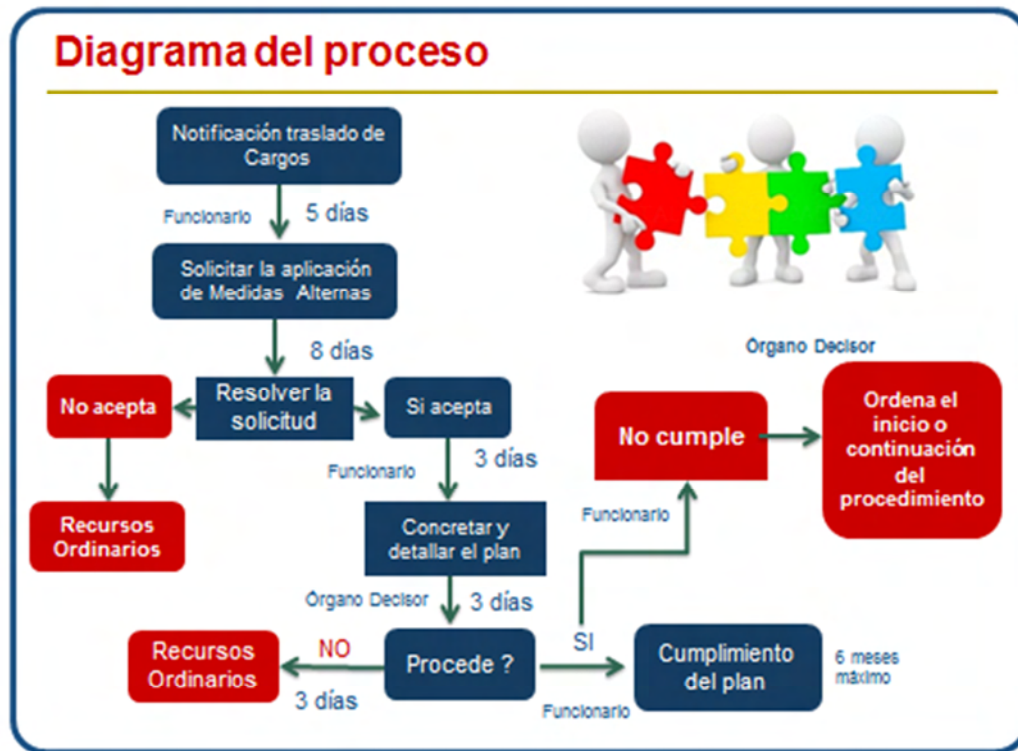 Diagrama del proceso
Notificación traslado de
Cargos
Funcionario
5 días
Solicitar la aplicación
de Medidas Alternas
8 días
Órgano Decisor
No acepta
Resolver la
solicitud
Si acepta
No cumple
Ordena el
inicio o
continuación
del
procedimiento
Funcionario
3 días
Recursos
Ordinarios
Concretar y
detallar el plan
Funcionario
Órgano Decisor
3 días
Recursos
Ordinarios
NO
3 días
Procede ?
SI
Funcionario
Cumplimiento
del plan
6 meses
máximo